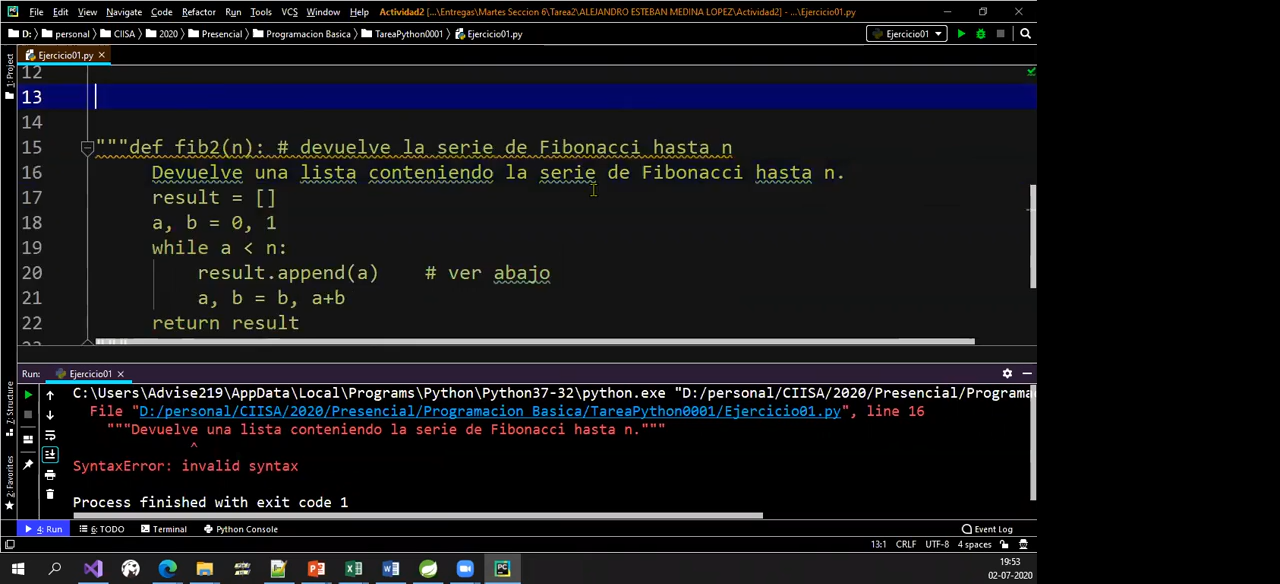 File Edit View Navigate Code Refactor Run Tools VCS Window Help Actividad2 [...\Entregas\Martes Seccion 6\Tarea2\ALEJANDRO ESTEBAN MEDINA LOPEZ\Actividad2] - ...\Ejercicio01.py
D: personal CIISA 2020 Presencial Programacion Basica TareaPython0001 Ejercicio01.py Ejercicio01
Ejercicio01.py
1: Project
12
13
14
15 """def fib2(n): # devuelve la serie de Fibonacci hasta n
16 Devuelve una lista conteniendo la serie de Fibonacci hasta n.
17 result = []
18 a, b = 0, 1
19 while a < n:
20 result.append(a) # ver abajo
21 a, b = b, a+b
22 return result
Run: Ejercicio01
C:\Users\Advise219\AppData\Local\Programs\Python\Python37-32\python.exe "D:/personal/CIISA/2020/Presencial/Programa
File "D:/personal/CIISA/2020/Presencial/Programacion Basica/TareaPython0001/Ejercicio01.py", line 16
"""Devuelve una lista conteniendo la serie de Fibonacci hasta n."""
^
SyntaxError: invalid syntax
Process finished with exit code 1
7: Structure
2: Favorites
4: Run 6: TODO Terminal Python Console Event Log
13:1 CRLF UTF-8 4 spaces
19:53
02-07-2020